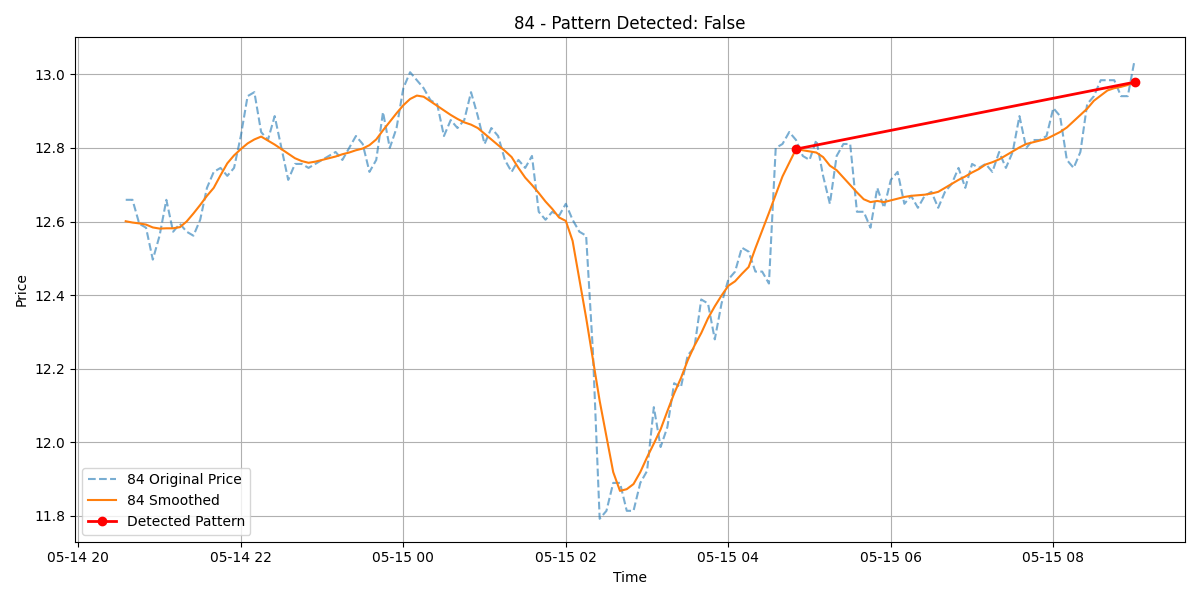 84 - Pattern Detected: False
Price
13.0
12.8
12.6
12.4
12.2
12.0
11.8
84 Original Price
84 Smoothed
Detected Pattern
05-14 20 05-14 22 05-15 00 05-15 02 05-15 04 05-15 06 05-15 08
Time